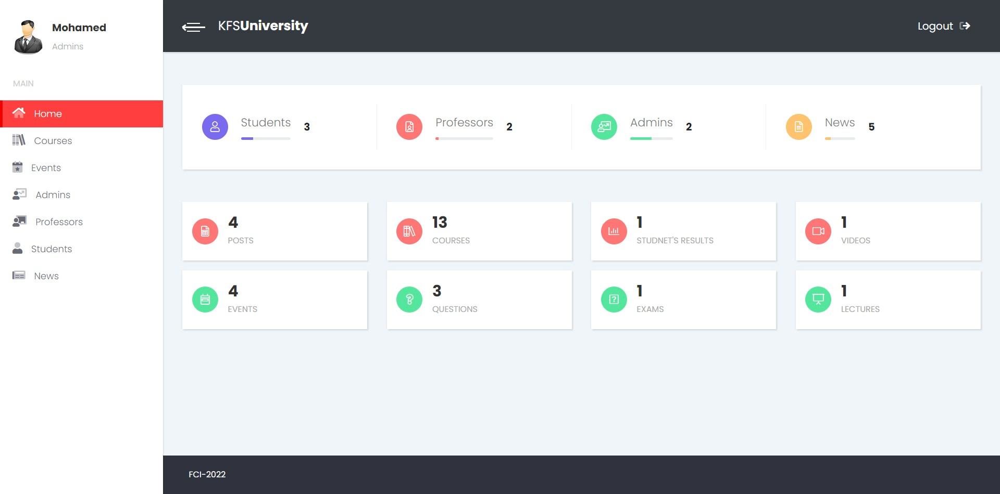 Mohamed
Admins
MAIN
Home
Courses
Events
Admins
Professors
Students
News
KFSUniversity
Logout
Students 3
Professors 2
Admins 2
News 5
4
POSTS
13
COURSES
1
STUDNET'S RESULTS
1
VIDEOS
4
EVENTS
3
QUESTIONS
1
EXAMS
1
LECTURES
FCI-2022